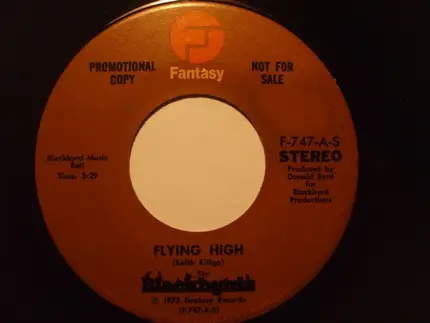 PROMOTIONAL
COPY
Fantasy
NOT FOR
SALE
Blackbyrd Music
BMI
Time: 3:29
F-747-A-S
STEREO
Produced by
Donald Byrd
for
Blackbyrd
Productions
FLYING HIGH
(Keith Killgo)
The
Blackbyrds
℗ 1975 Fantasy Records
(F-747-A-S)